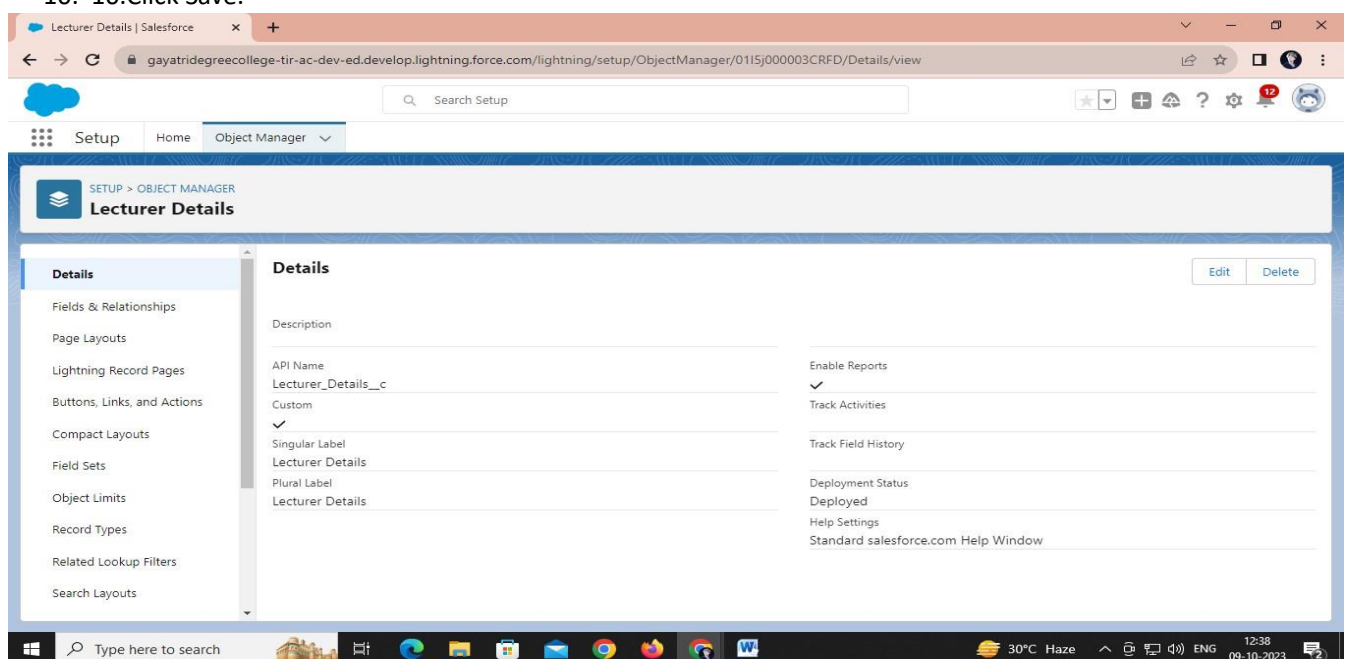 10. 10.Click Save.
Lecturer Details | Salesforce
gayatridegreecollege-tir-ac-dev-ed.develop.lightning.force.com/lightning/setup/ObjectManager/01I5j000003CRFD/Details/view
Search Setup
12
Setup Home Object Manager
SETUP > OBJECT MANAGER
Lecturer Details
Details
Fields & Relationships
Page Layouts
Lightning Record Pages
Buttons, Links, and Actions
Compact Layouts
Field Sets
Object Limits
Record Types
Related Lookup Filters
Search Layouts
Details
Edit Delete
Description
API Name
Lecturer_Details__c
Custom
Singular Label
Lecturer Details
Plural Label
Lecturer Details
Enable Reports
Track Activities
Track Field History
Deployment Status
Deployed
Help Settings
Standard salesforce.com Help Window
Type here to search
30°C Haze
ENG
12:38
09-10-2023
2